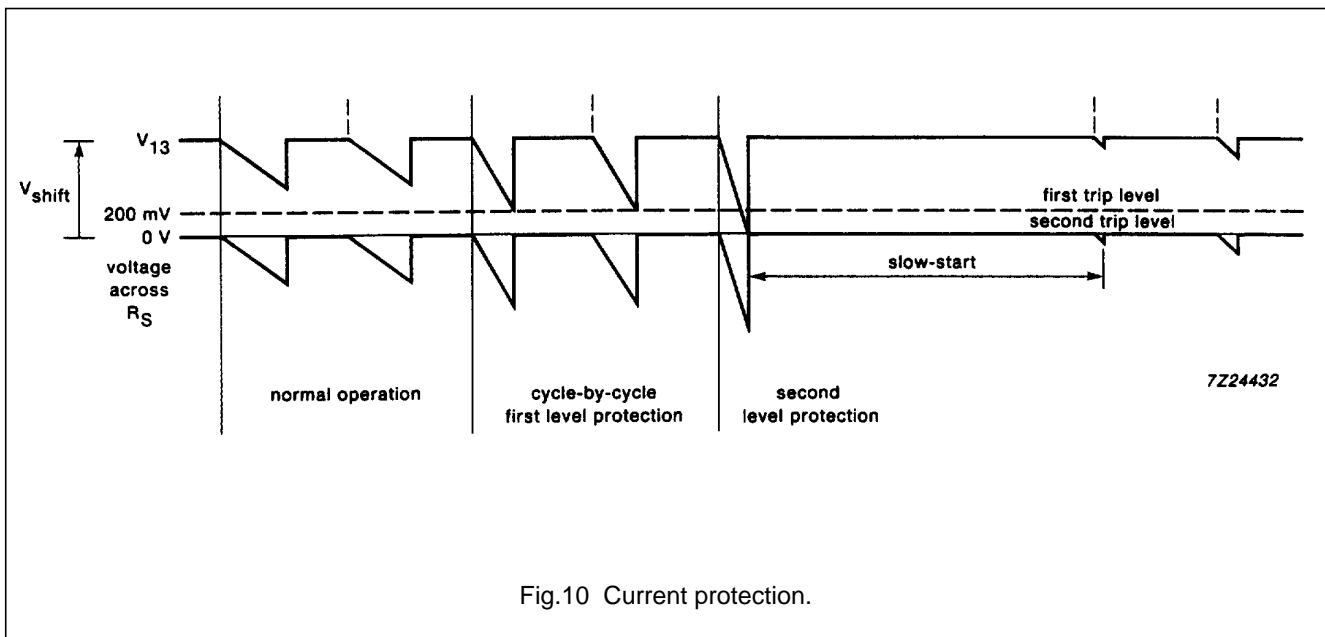 V13
Vshift
first trip level
200 mV
second trip level
0 V
voltage
across
RS
slow-start
normal operation
cycle-by-cycle
first level protection
second
level protection
7Z24432
Fig.10 Current protection.